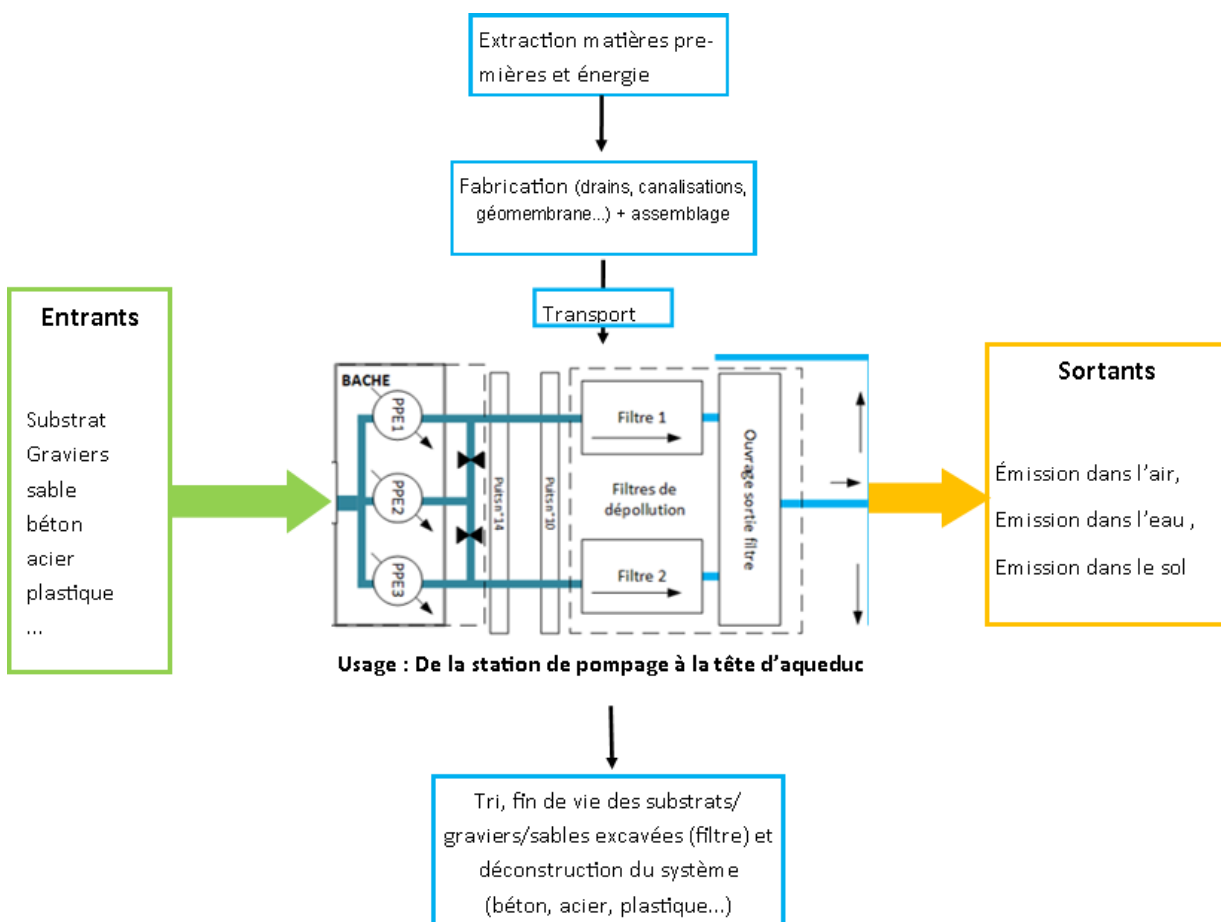 Extraction matières pre-
mières et énergie
Fabrication (drains, canalisations,
géomembrane...) + assemblage
Transport
Entrants
Substrat
Graviers
sable
béton
acier
plastique
...
BACHE
PPE1
PPE2
PPE3
Puits n°14
Puits n°10
Filtre 1
Filtres de
dépollution
Filtre 2
Ouvrage sortie filtre
Sortants
Émission dans l’air,
Emission dans l’eau ,
Emission dans le sol
Usage : De la station de pompage à la tête d’aqueduc
Tri, fin de vie des substrats/
graviers/sables excavées (filtre) et
déconstruction du système
(béton, acier, plastique...)